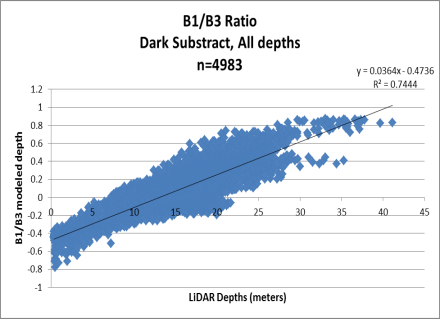 B1/B3 Ratio
Dark Substract, All depths
n=4983
y = 0.0364x - 0.4736
R² = 0.7444
1.2
1
0.8
0.6
0.4
0.2
0
-0.2
-0.4
-0.6
-0.8
-1
0 5 10 15 20 25 30 35 40 45
B1/B3 modeled depth
LiDAR Depths (meters)